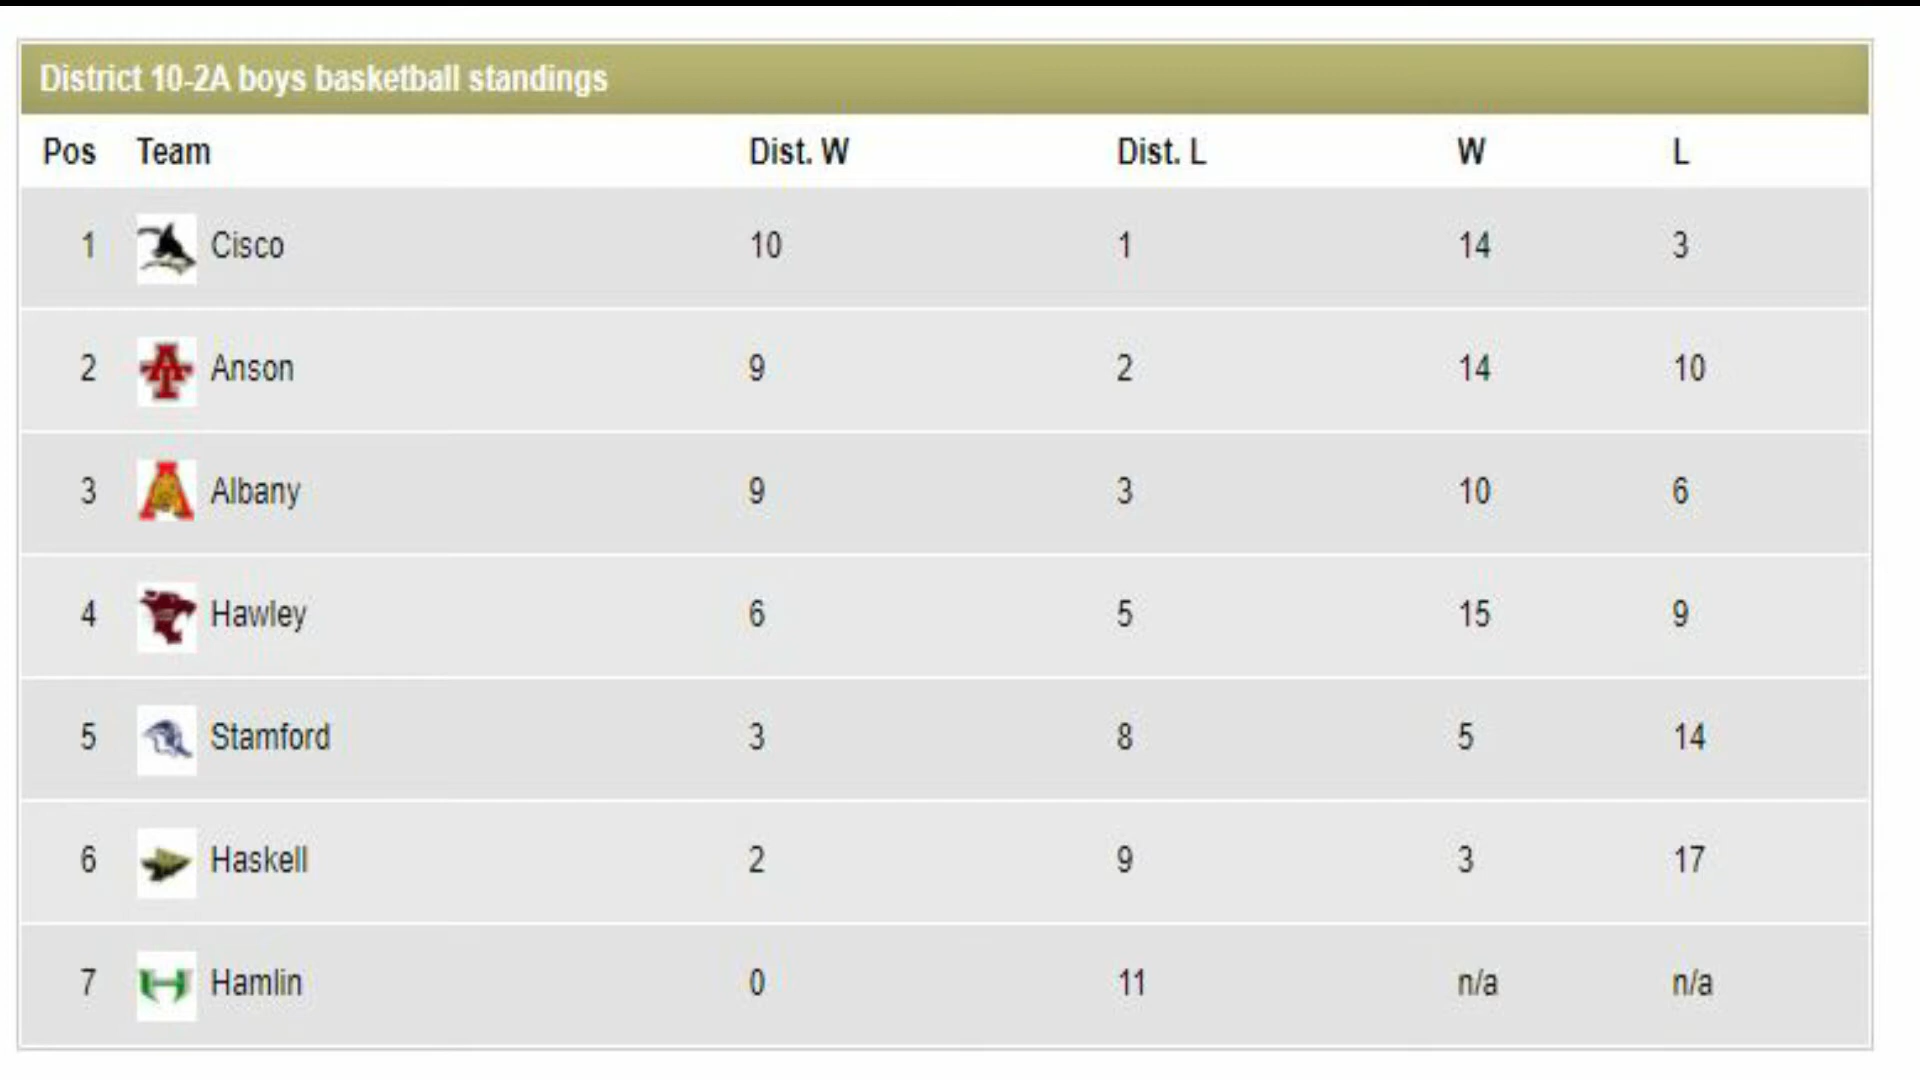 District 10-2A boys basketball standings
Pos Team Dist. W Dist. L W L
1 Cisco 10 1 14 3
2 Anson 9 2 14 10
3 Albany 9 3 10 6
4 Hawley 6 5 15 9
5 Stamford 3 8 5 14
6 Haskell 2 9 3 17
7 Hamlin 0 11 n/a n/a